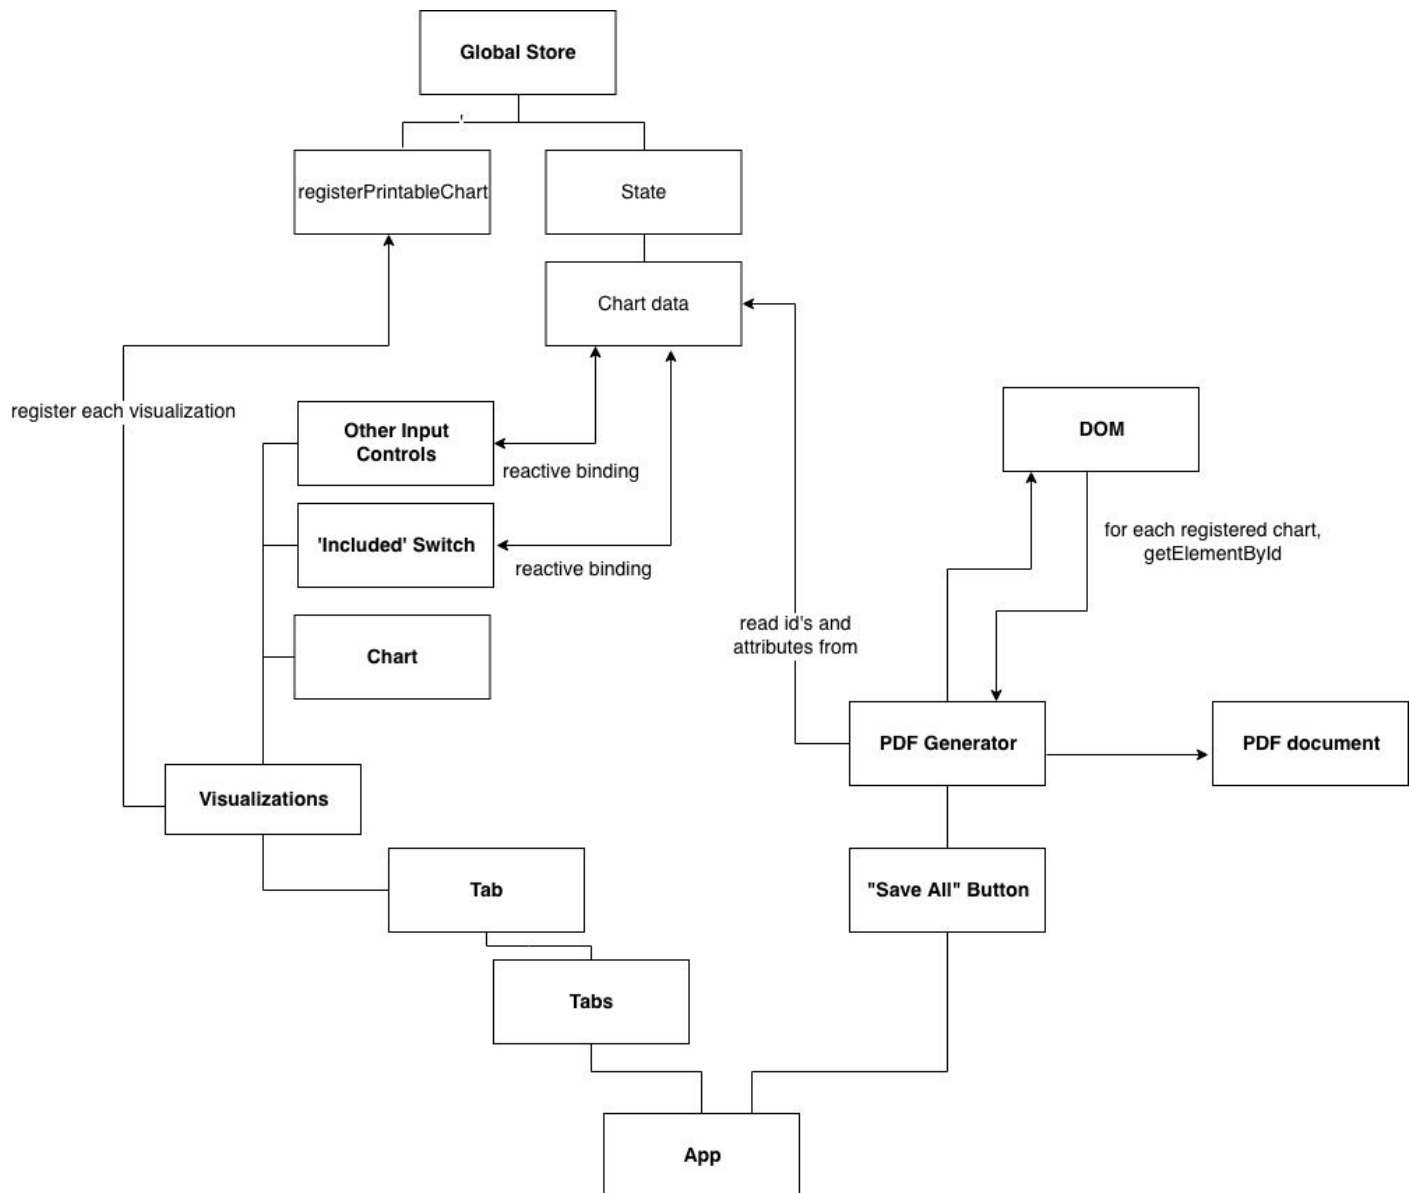 Global Store
registerPrintableChart
State
Chart data
register each visualization
Other Input
Controls
reactive binding
'Included' Switch
reactive binding
Chart
DOM
for each registered chart,
getElementById
read id's and
attributes from
PDF Generator
PDF document
Visualizations
Tab
"Save All" Button
Tabs
App